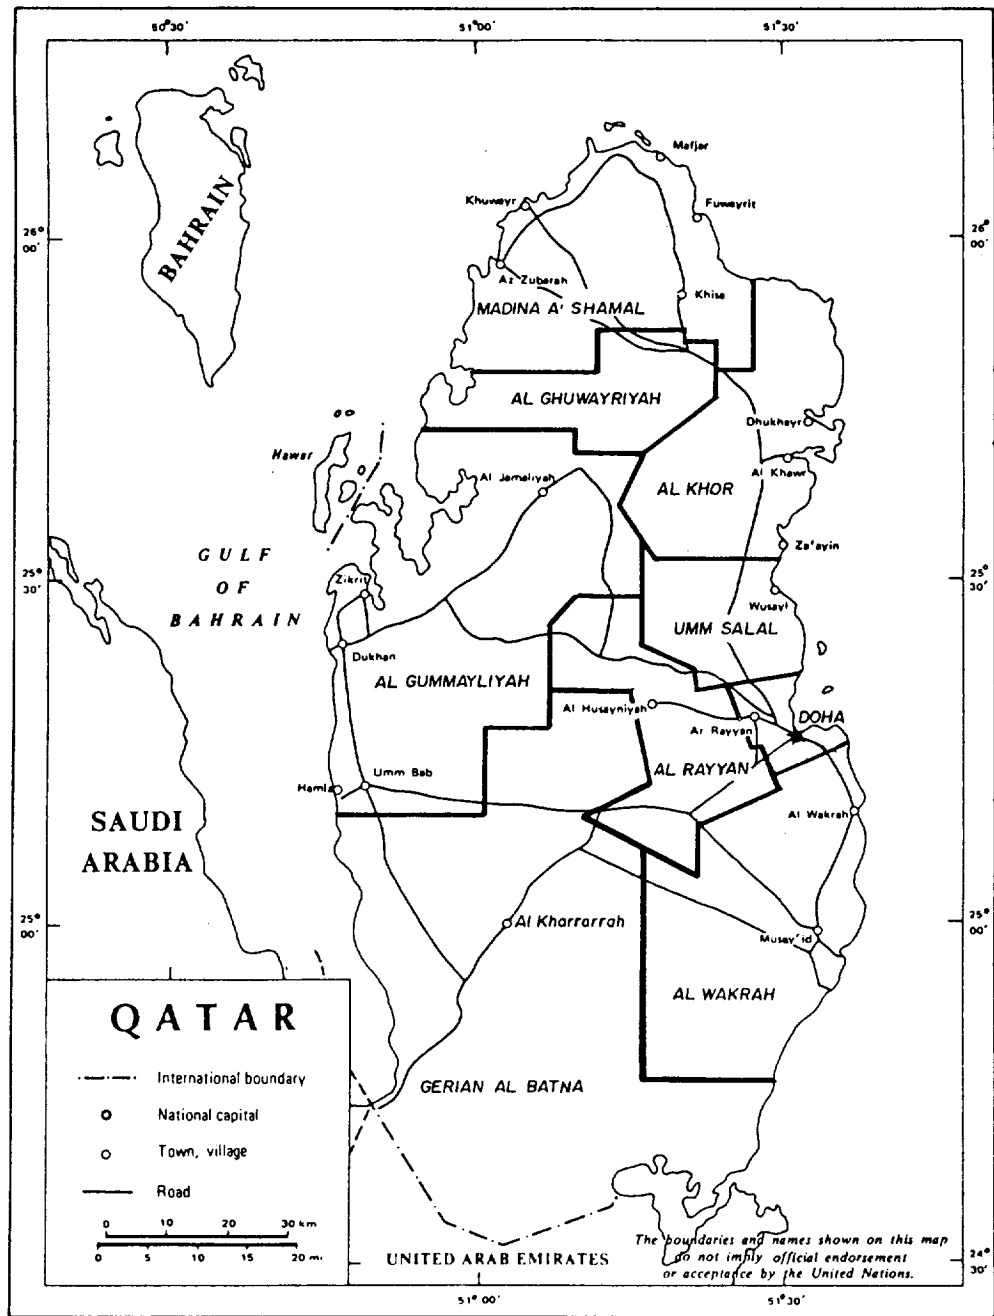 50°30'
51°00'
51°30'
Mafjar
Khuwayr
Fuwayrit
26°
00'
26°
00'
BAHRAIN
Az Zubarah
Khisa
MADINA A' SHAMAL
AL GHUWAYRIYAH
Dhukhayr
Hawar
Al Jamaliyah
Al Khawr
AL KHOR
GULF
OF
BAHRAIN
Za'ayin
25°
30'
25°
30'
Zikrit
Wusayl
UMM SALAL
Dukhan
AL GUMMAYLIYAH
Al Husayniyah
DOHA
Ar Rayyan
AL RAYYAN
Umm Bab
Hamla
Al Wakrah
SAUDI
ARABIA
25°
00'
25°
00'
Al Kharrarrah
Musay'id
AL WAKRAH
QATAR
International boundary
National capital
Town, village
Road
0 10 20 30 km
0 5 10 15 20 mi
GERIAN AL BATNA
UNITED ARAB EMIRATES
The boundaries and names shown on this map
do not imply official endorsement
or acceptance by the United Nations.
24°
30'
51°00'
51°30'